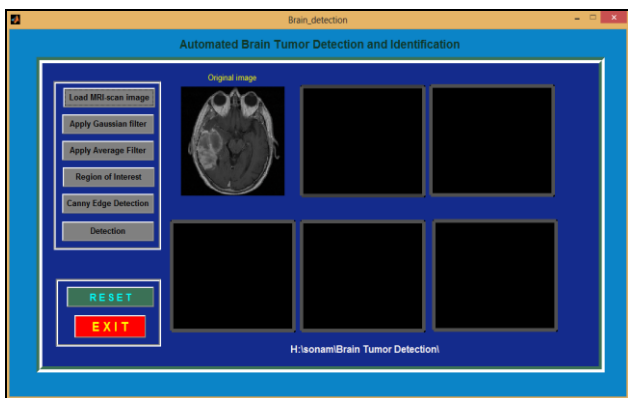 Brain_detection
Automated Brain Tumor Detection and Identification
Original image
Load MRI-scan image
Apply Gaussian filter
Apply Average Filter
Region of Interest
Canny Edge Detection
Detection
RESET
EXIT
H:\sonam\Brain Tumor Detection\